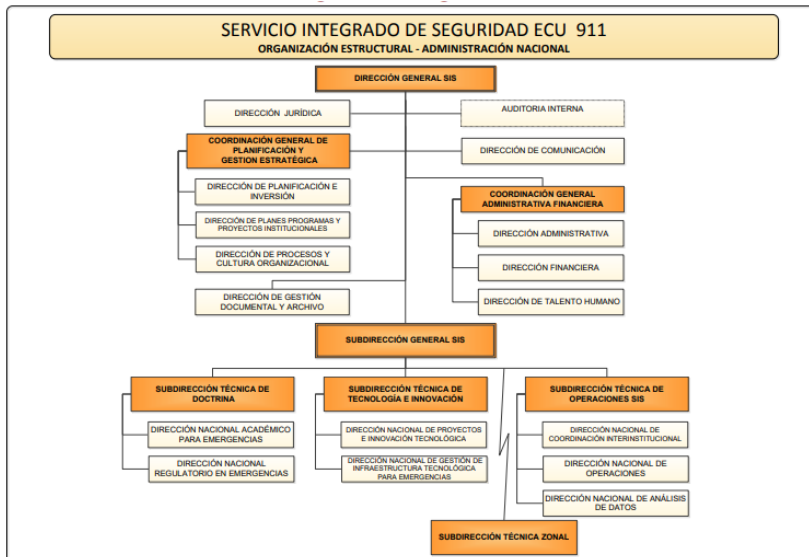 SERVICIO INTEGRADO DE SEGURIDAD ECU 911
ORGANIZACIÓN ESTRUCTURAL - ADMINISTRACIÓN NACIONAL
DIRECCIÓN GENERAL SIS
DIRECCIÓN JURÍDICA
AUDITORIA INTERNA
COORDINACIÓN GENERAL DE
PLANIFICACIÓN Y
GESTION ESTRATÉGICA
DIRECCIÓN DE COMUNICACIÓN
DIRECCIÓN DE PLANIFICACIÓN E
INVERSIÓN
DIRECCIÓN DE PLANES PROGRAMAS Y
PROYECTOS INSTITUCIONALES
DIRECCIÓN DE PROCESOS Y
CULTURA ORGANIZACIONAL
COORDINACIÓN GENERAL
ADMINISTRATIVA FINANCIERA
DIRECCIÓN ADMINISTRATIVA
DIRECCIÓN FINANCIERA
DIRECCIÓN DE TALENTO HUMANO
DIRECCIÓN DE GESTIÓN
DOCUMENTAL Y ARCHIVO
SUBDIRECCIÓN GENERAL SIS
SUBDIRECCIÓN TÉCNICA DE
DOCTRINA
DIRECCIÓN NACIONAL ACADÉMICO
PARA EMERGENCIAS
DIRECCIÓN NACIONAL
REGULATORIO EN EMERGENCIAS
SUBDIRECCIÓN TÉCNICA DE
TECNOLOGÍA E INNOVACIÓN
DIRECCIÓN NACIONAL DE PROYECTOS
E INNOVACIÓN TECNOLÓGICA
DIRECCIÓN NACIONAL DE GESTIÓN DE
INFRAESTRUCTURA TECNOLÓGICA
PARA EMERGENCIAS
SUBDIRECCIÓN TÉCNICA DE
OPERACIONES SIS
DIRECCIÓN NACIONAL DE
COORDINACIÓN INTERINSTITUCIONAL
DIRECCIÓN NACIONAL DE
OPERACIONES
DIRECCIÓN NACIONAL DE ANÁLISIS
DE DATOS
SUBDIRECCIÓN TÉCNICA ZONAL